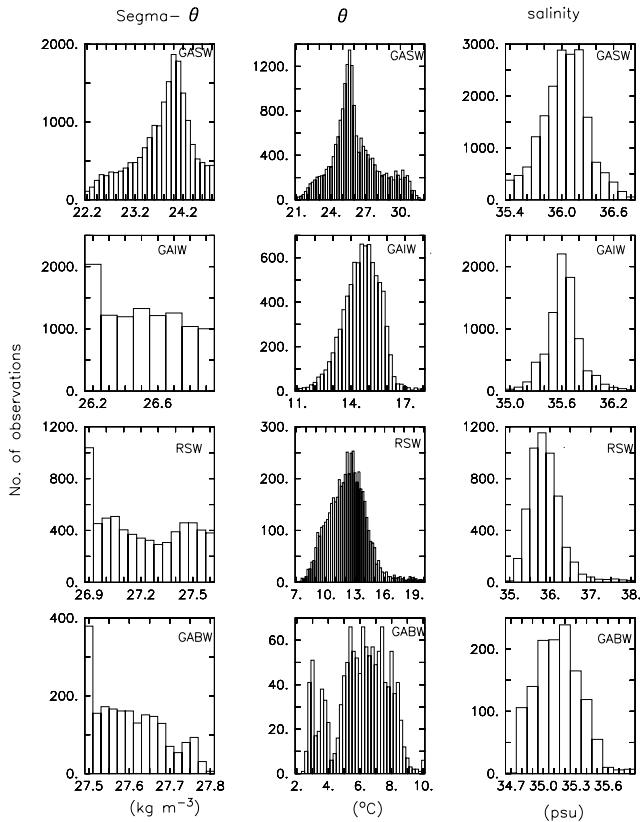 Segma- θ θ salinity
GASW GASW GASW
2000. 1200. 3000.
800. 2000.
1000.
400. 1000.
0. 0. 0.
22.2 23.2 24.2 21. 24. 27. 30. 35.4 36.0 36.6
GAIW GAIW GAIW
2000. 600. 2000.
400.
1000. 1000.
200.
0. 0. 0.
26.2 26.6 11. 14. 17. 35.0 35.6 36.2
No. of observations
RSW RSW RSW
1200. 300. 1200.
800. 200. 800.
400. 100. 400.
0. 0. 0.
26.9 27.2 27.5 7. 10. 13. 16. 19. 35. 36. 37. 38.
GABW GABW GABW
400. 60. 200.
200. 40. 100.
20.
0. 0. 0.
27.5 27.6 27.7 27.8 2. 4. 6. 8. 10. 34.7 35.0 35.3 35.6
(kg m⁻³) (°C) (psu)